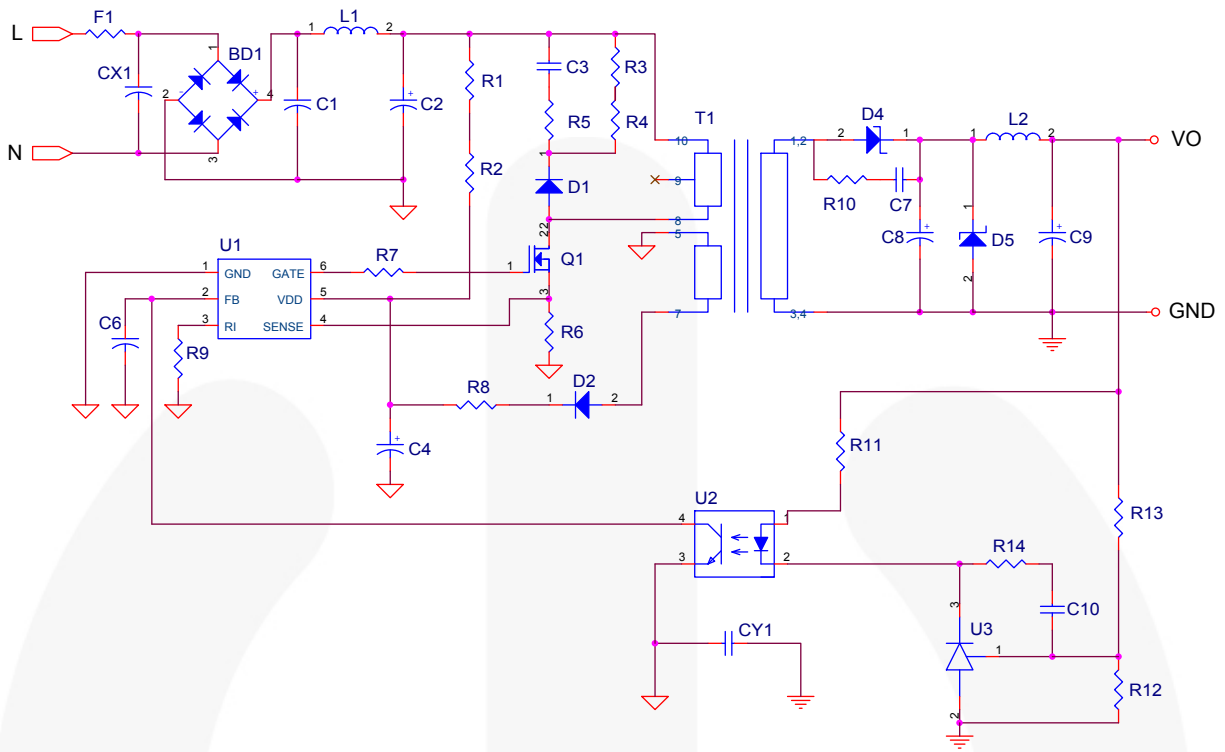 L F1 1 L1 2
BD1 1
CX1 2 - + 4 C1 + C2 R1 C3 R3
R5 R4 T1 D4 L2
N 3 10 1,2 2 1 1 2 VO
R2 1
D1 9 R10 C7
22 8 1 + C8 D5 + C9
U1 5
1 GND GATE 6 R7 1 Q1 2
2 FB VDD 5 3
C6 3 RI SENSE 4 R6 7 3,4 GND
R9
R8 1 D2 2
+ C4 R11
U2
4 1 R13
3 2 R14
3 C10
CY1 U3 1
R12
2